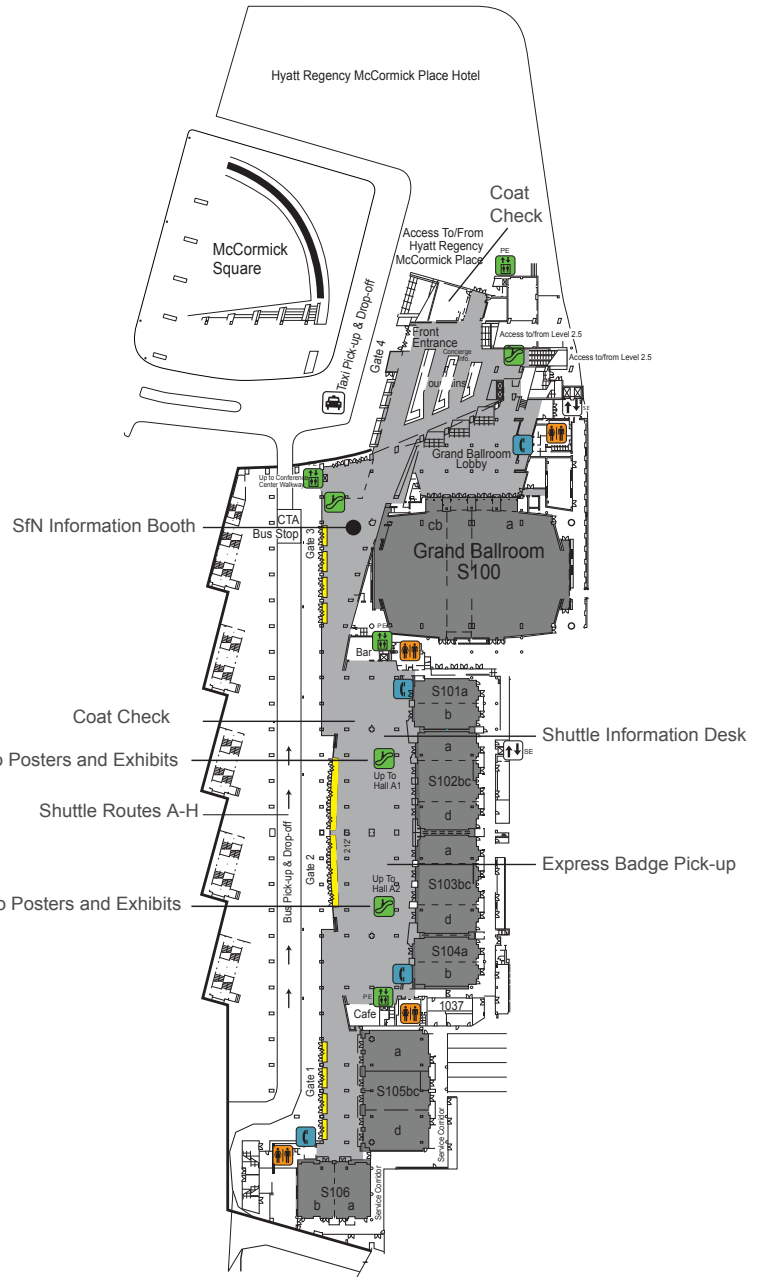 Hyatt Regency McCormick Place Hotel
Coat
Check
McCormick
Square
Access To/From
Hyatt Regency
McCormick Place
PE
Taxi Pick-up & Drop-off
Gate 4
Front
Entrance
Concierge
Info.
Access to/from Level 2.5
Access to/from Level 2.5
SE
Grand Ballroom
Lobby
Up to Conference
Center Walkway
CTA
Bus Stop
SfN Information Booth
Gate 3
cb
a
Grand Ballroom
S100
PE
Bar
S101a
b
Coat Check
Shuttle Information Desk
a
SE
Posters and Exhibits
Up To
Hall A1
S102bc
Shuttle Routes A-H
d
Bus Pick-up & Drop-off
Gate 2
a
Express Badge Pick-up
S103bc
Posters and Exhibits
Up To
Hall A2
d
S104a
b
PE
Cafe
1037
Gate 1
a
S105bc
d
Service Corridor
S106
b
a
Service Corridor